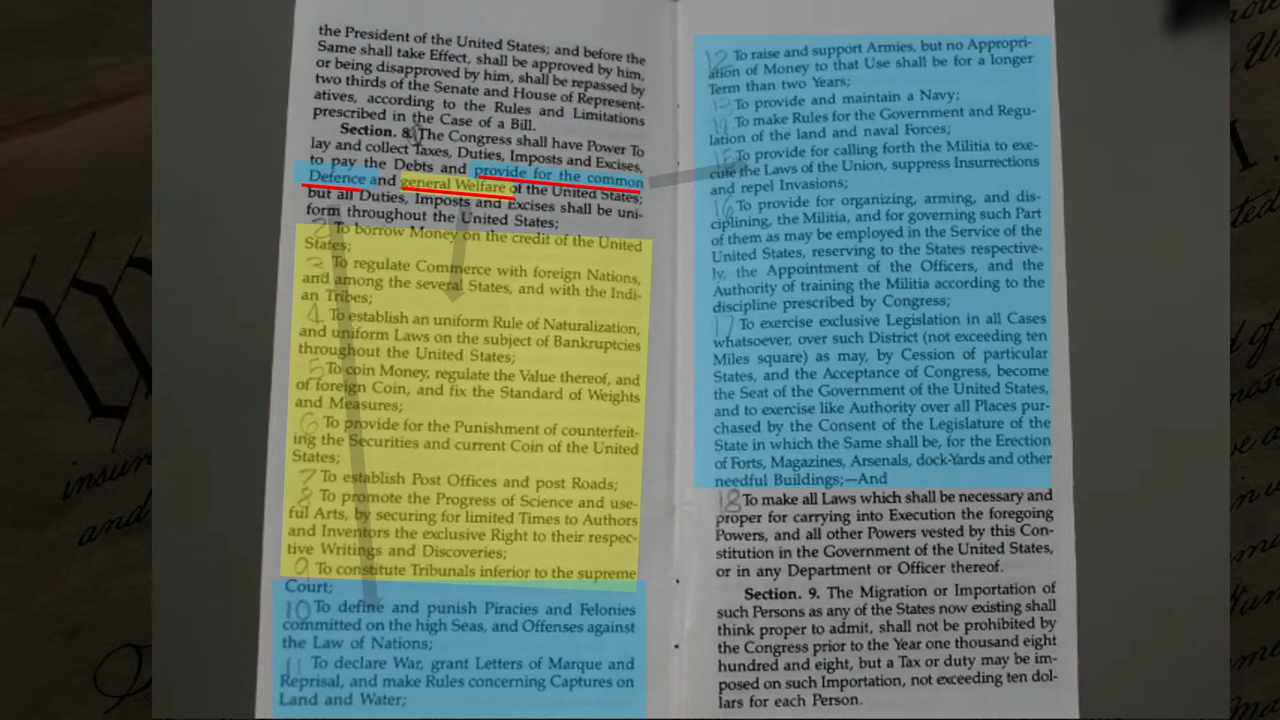 the President of the United States; and before the
Same shall take Effect, shall be approved by him,
or being disapproved by him, shall be repassed by
two thirds of the Senate and House of Represent-
atives, according to the Rules and Limitations
prescribed in the Case of a Bill.
Section. 8. The Congress shall have Power To
lay and collect Taxes, Duties, Imposts and Excises,
to pay the Debts and provide for the common
Defence and general Welfare of the United States;
but all Duties, Imposts and Excises shall be uni-
form throughout the United States;
2 To borrow Money on the credit of the United
States;
3 To regulate Commerce with foreign Nations,
and among the several States, and with the Indi-
an Tribes;
4 To establish an uniform Rule of Naturalization,
and uniform Laws on the subject of Bankruptcies
throughout the United States;
5 To coin Money, regulate the Value thereof, and
of foreign Coin, and fix the Standard of Weights
and Measures;
6 To provide for the Punishment of counterfeit-
ing the Securities and current Coin of the United
States;
7 To establish Post Offices and post Roads;
8 To promote the Progress of Science and use-
ful Arts, by securing for limited Times to Authors
and Inventors the exclusive Right to their respec-
tive Writings and Discoveries;
9 To constitute Tribunals inferior to the supreme
Court;
10 To define and punish Piracies and Felonies
committed on the high Seas, and Offenses against
the Law of Nations;
11 To declare War, grant Letters of Marque and
Reprisal, and make Rules concerning Captures on
Land and Water;
12 To raise and support Armies, but no Appropri-
ation of Money to that Use shall be for a longer
Term than two Years;
13 To provide and maintain a Navy;
14 To make Rules for the Government and Regu-
lation of the land and naval Forces;
15 To provide for calling forth the Militia to exe-
cute the Laws of the Union, suppress Insurrections
and repel Invasions;
16 To provide for organizing, arming, and dis-
ciplining, the Militia, and for governing such Part
of them as may be employed in the Service of the
United States, reserving to the States respective-
ly, the Appointment of the Officers, and the
Authority of training the Militia according to the
discipline prescribed by Congress;
17 To exercise exclusive Legislation in all Cases
whatsoever, over such District (not exceeding ten
Miles square) as may, by Cession of particular
States, and the Acceptance of Congress, become
the Seat of the Government of the United States,
and to exercise like Authority over all Places pur-
chased by the Consent of the Legislature of the
State in which the Same shall be, for the Erection
of Forts, Magazines, Arsenals, dock-Yards and other
needful Buildings;—And
18 To make all Laws which shall be necessary and
proper for carrying into Execution the foregoing
Powers, and all other Powers vested by this Con-
stitution in the Government of the United States,
or in any Department or Officer thereof.
Section. 9. The Migration or Importation of
such Persons as any of the States now existing shall
think proper to admit, shall not be prohibited by
the Congress prior to the Year one thousand eight
hundred and eight, but a Tax or duty may be im-
posed on such Importation, not exceeding ten dol-
lars for each Person.